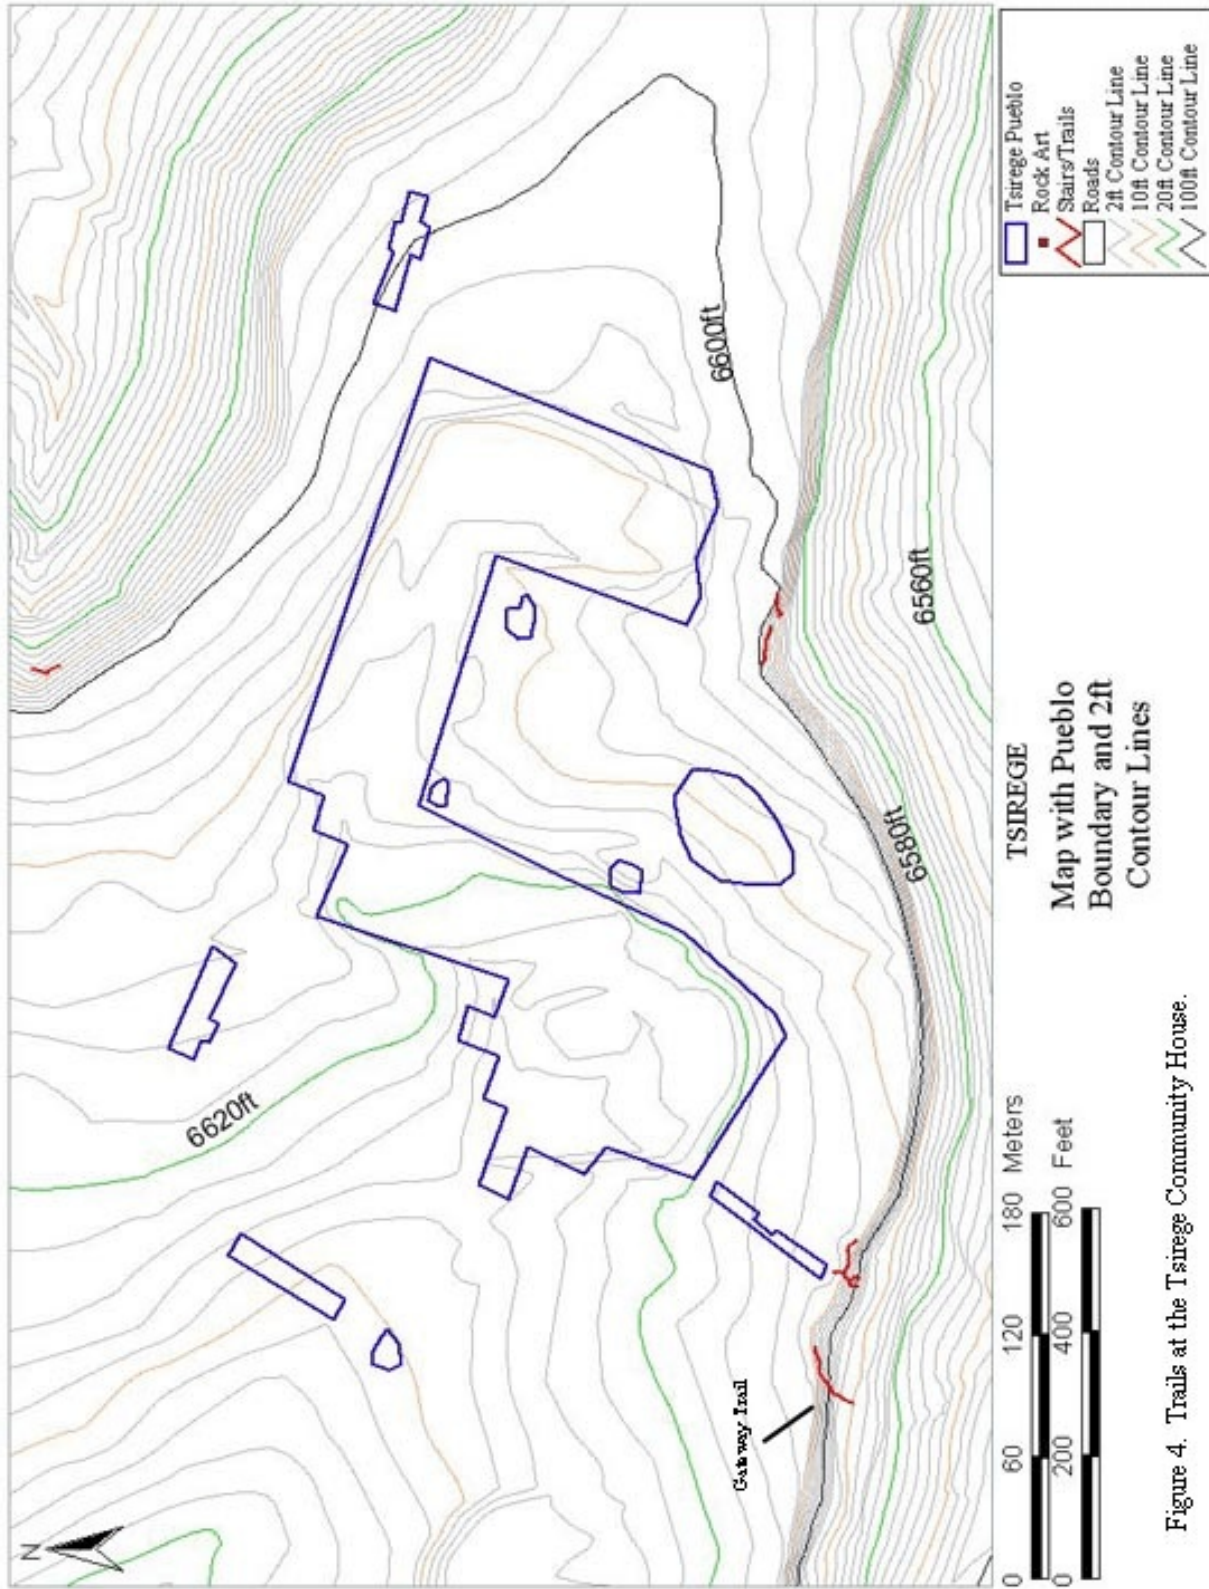 N
6620ft
6600ft
6580ft
6560ft
Gateway Trail
0 60 120 180 Meters
0 200 400 600 Feet
TSIREGE
Map with Pueblo
Boundary and 2ft
Contour Lines
Tsirege Pueblo
Rock Art
Stairs/Trails
Roads
2ft Contour Line
10ft Contour Line
20ft Contour Line
100ft Contour Line
Figure 4. Trails at the Tsirege Community House.